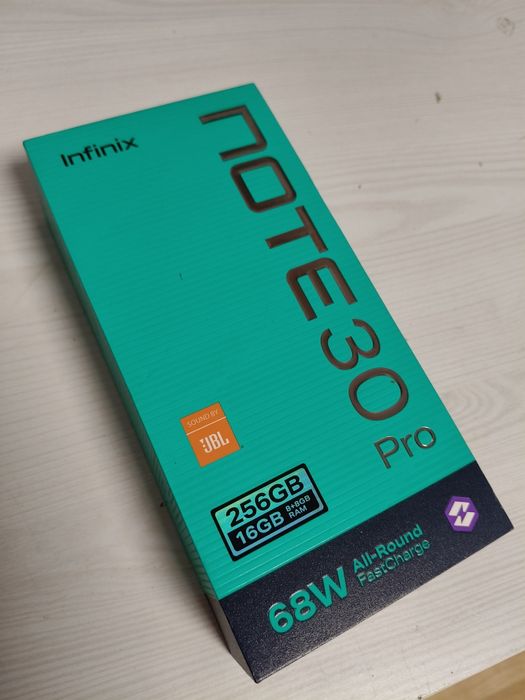 Infinix
NOTE 30
Pro
SOUND BY
JBL
256GB
16GB 8+8GB
RAM
68W All-Round
FastCharge